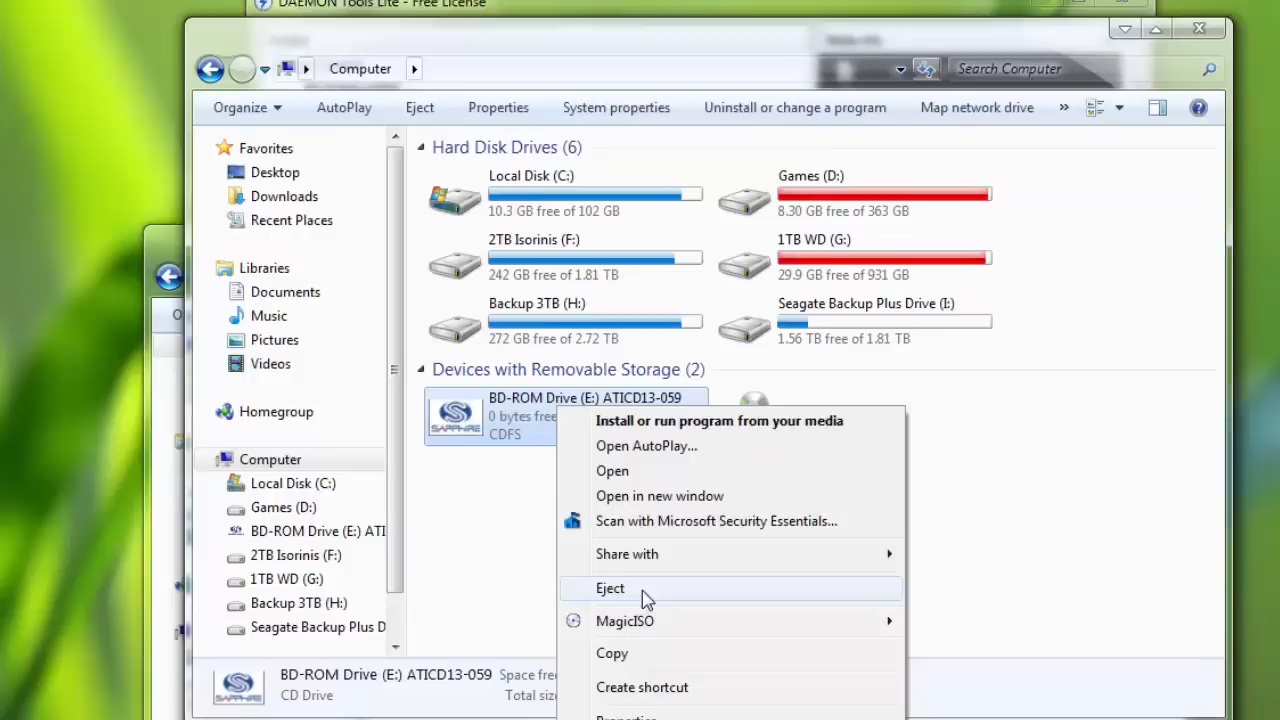 DAEMON Tools Lite - Free License
Computer
Search Computer
Organize AutoPlay Eject Properties System properties Uninstall or change a program Map network drive »
Favorites
Desktop
Downloads
Recent Places
Libraries
Documents
Music
Pictures
Videos
Homegroup
Computer
Local Disk (C:)
Games (D:)
BD-ROM Drive (E:) ATI
2TB Isorinis (F:)
1TB WD (G:)
Backup 3TB (H:)
Seagate Backup Plus D
Hard Disk Drives (6)
Local Disk (C:)
10.3 GB free of 102 GB
Games (D:)
8.30 GB free of 363 GB
2TB Isorinis (F:)
242 GB free of 1.81 TB
1TB WD (G:)
29.9 GB free of 931 GB
Backup 3TB (H:)
272 GB free of 2.72 TB
Seagate Backup Plus Drive (I:)
1.56 TB free of 1.81 TB
Devices with Removable Storage (2)
SAPPHIRE
BD-ROM Drive (E:) ATICD13-059
0 bytes free
CDFS
Install or run program from your media
Open AutoPlay...
Open
Open in new window
Scan with Microsoft Security Essentials...
Share with
Eject
MagicISO
Copy
Create shortcut
Properties
SAPPHIRE
BD-ROM Drive (E:) ATICD13-059 Space fre
CD Drive Total size